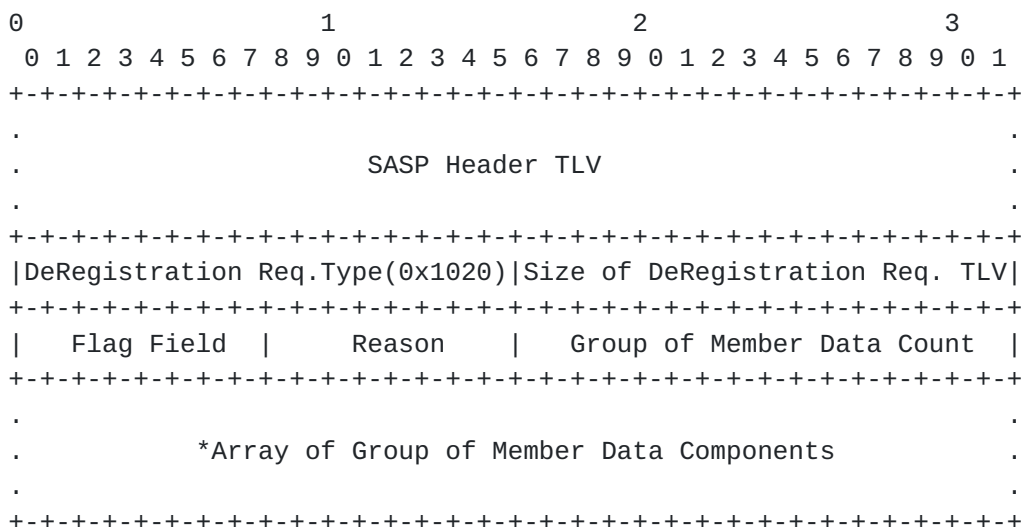 0                   1                   2                   3
 0 1 2 3 4 5 6 7 8 9 0 1 2 3 4 5 6 7 8 9 0 1 2 3 4 5 6 7 8 9 0 1
+-+-+-+-+-+-+-+-+-+-+-+-+-+-+-+-+-+-+-+-+-+-+-+-+-+-+-+-+-+-+-+-+
.                                                               .
.                      SASP Header TLV                          .
.                                                               .
+-+-+-+-+-+-+-+-+-+-+-+-+-+-+-+-+-+-+-+-+-+-+-+-+-+-+-+-+-+-+-+-+
|DeRegistration Req.Type(0x1020)|Size of DeRegistration Req. TLV|
+-+-+-+-+-+-+-+-+-+-+-+-+-+-+-+-+-+-+-+-+-+-+-+-+-+-+-+-+-+-+-+-+
|   Flag Field  |     Reason    |   Group of Member Data Count  |
+-+-+-+-+-+-+-+-+-+-+-+-+-+-+-+-+-+-+-+-+-+-+-+-+-+-+-+-+-+-+-+-+
.                                                               .
.           *Array of Group of Member Data Components           .
.                                                               .
+-+-+-+-+-+-+-+-+-+-+-+-+-+-+-+-+-+-+-+-+-+-+-+-+-+-+-+-+-+-+-+-+